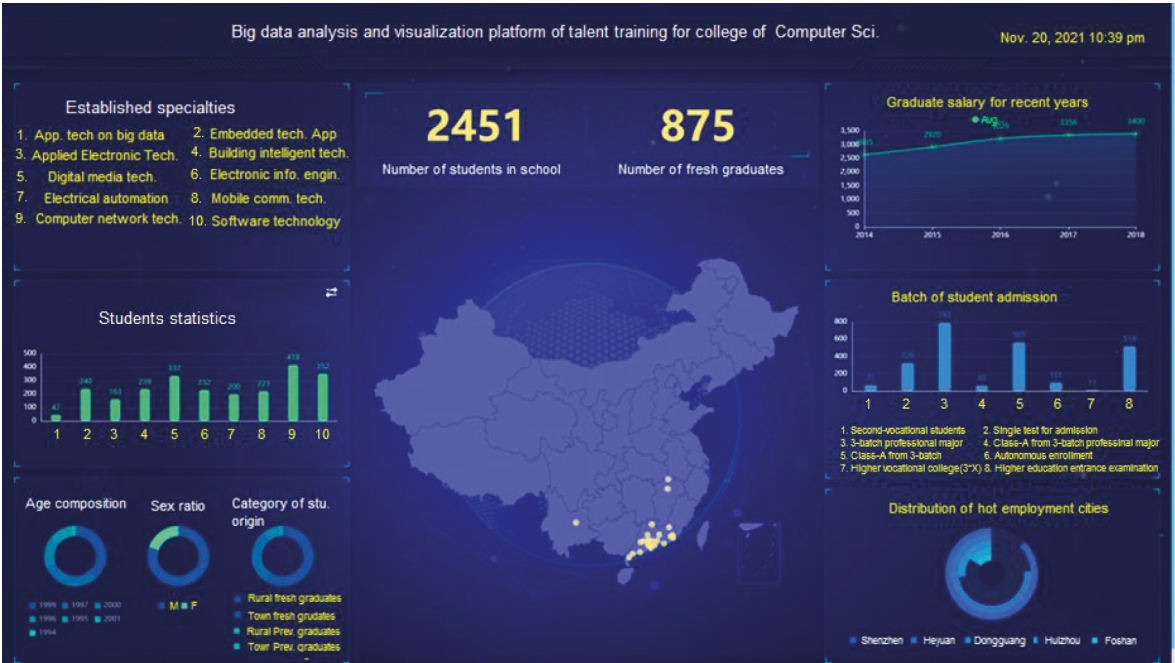 Big data analysis and visualization platform of talent training for college of Computer Sci.
Nov. 20, 2021 10:39 pm
Established specialties
1. App. tech on big data
2. Embedded tech. App
3. Applied Electronic Tech.
4. Building intelligent tech.
5. Digital media tech.
6. Electronic info. engin.
7. Electrical automation
8. Mobile comm. tech.
9. Computer network tech.
10. Software technology
2451
Number of students in school
875
Number of fresh graduates
Graduate salary for recent years
3,500
3,000
2,500
2,000
1,500
1,000
500
0
2920
3356
3400
2014 2015 2016 2017 2018
Students statistics
500
400
300
200
100
0
47 240 160 239 337 232 200 223 419 352
1 2 3 4 5 6 7 8 9 10
Batch of student admission
800
600
400
200
0
1 2 3 4 5 6 7 8
1. Second-vocational students
2. Single test for admission
3. 3-batch professional major
4. Class-A from 3-batch professinal major
5. Class-A from 3-batch
6. Autonomous enrollment
7. Higher vocational college(3*X)
8. Higher education entrance examination
Age composition
1999 1997 2000
1996 1995 2001
1994
Sex ratio
M F
Category of stu.
origin
Rural fresh graduates
Town fresh grudates
Rural Prev. graduates
Town Prev. graduates
Distribution of hot employment cities
Shenzhen Heyuan Dongguang Huizhou Foshan